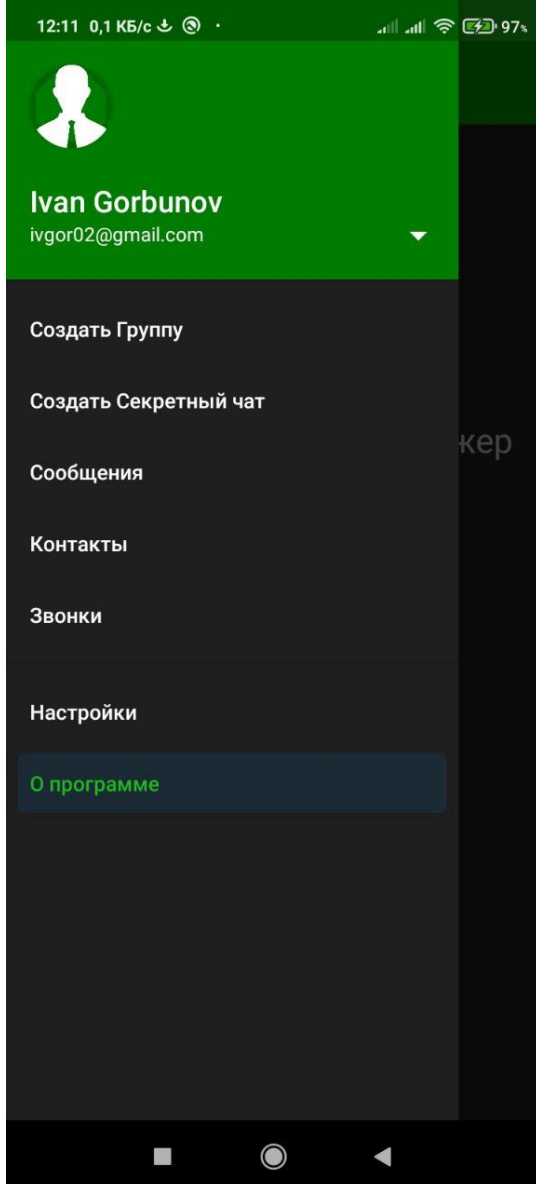 12:11 0,1 КБ/с 97%
Ivan Gorbunov
ivgor02@gmail.com
Создать Группу
Создать Секретный чат
кер
Сообщения
Контакты
Звонки
Настройки
О программе